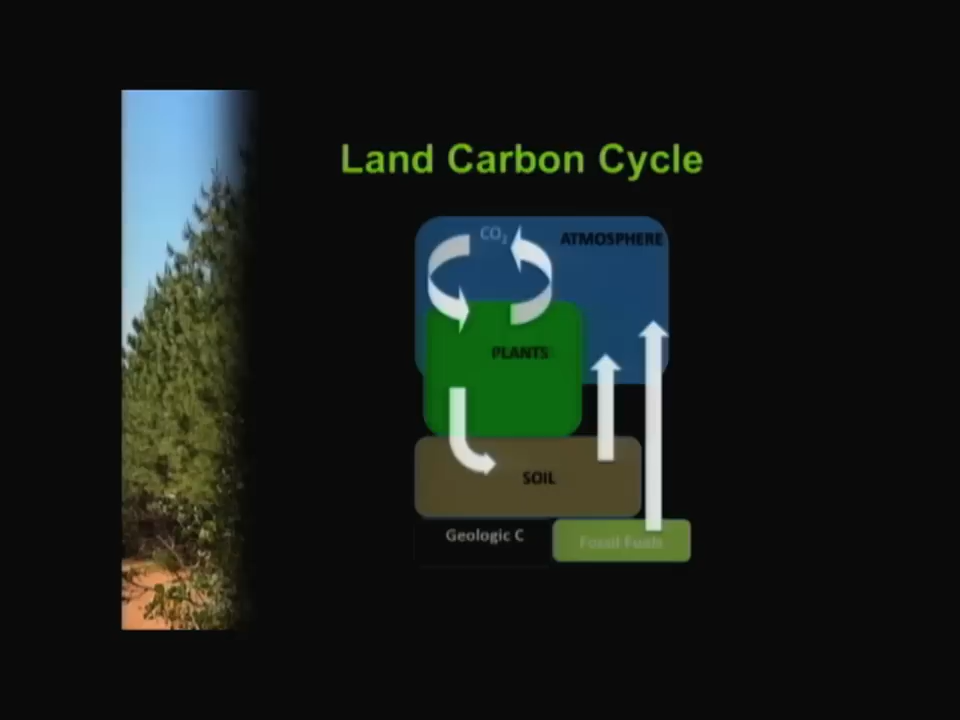 Land Carbon Cycle
CO₂
ATMOSPHERE
PLANTS
SOIL
Geologic C
Fossil Fuels